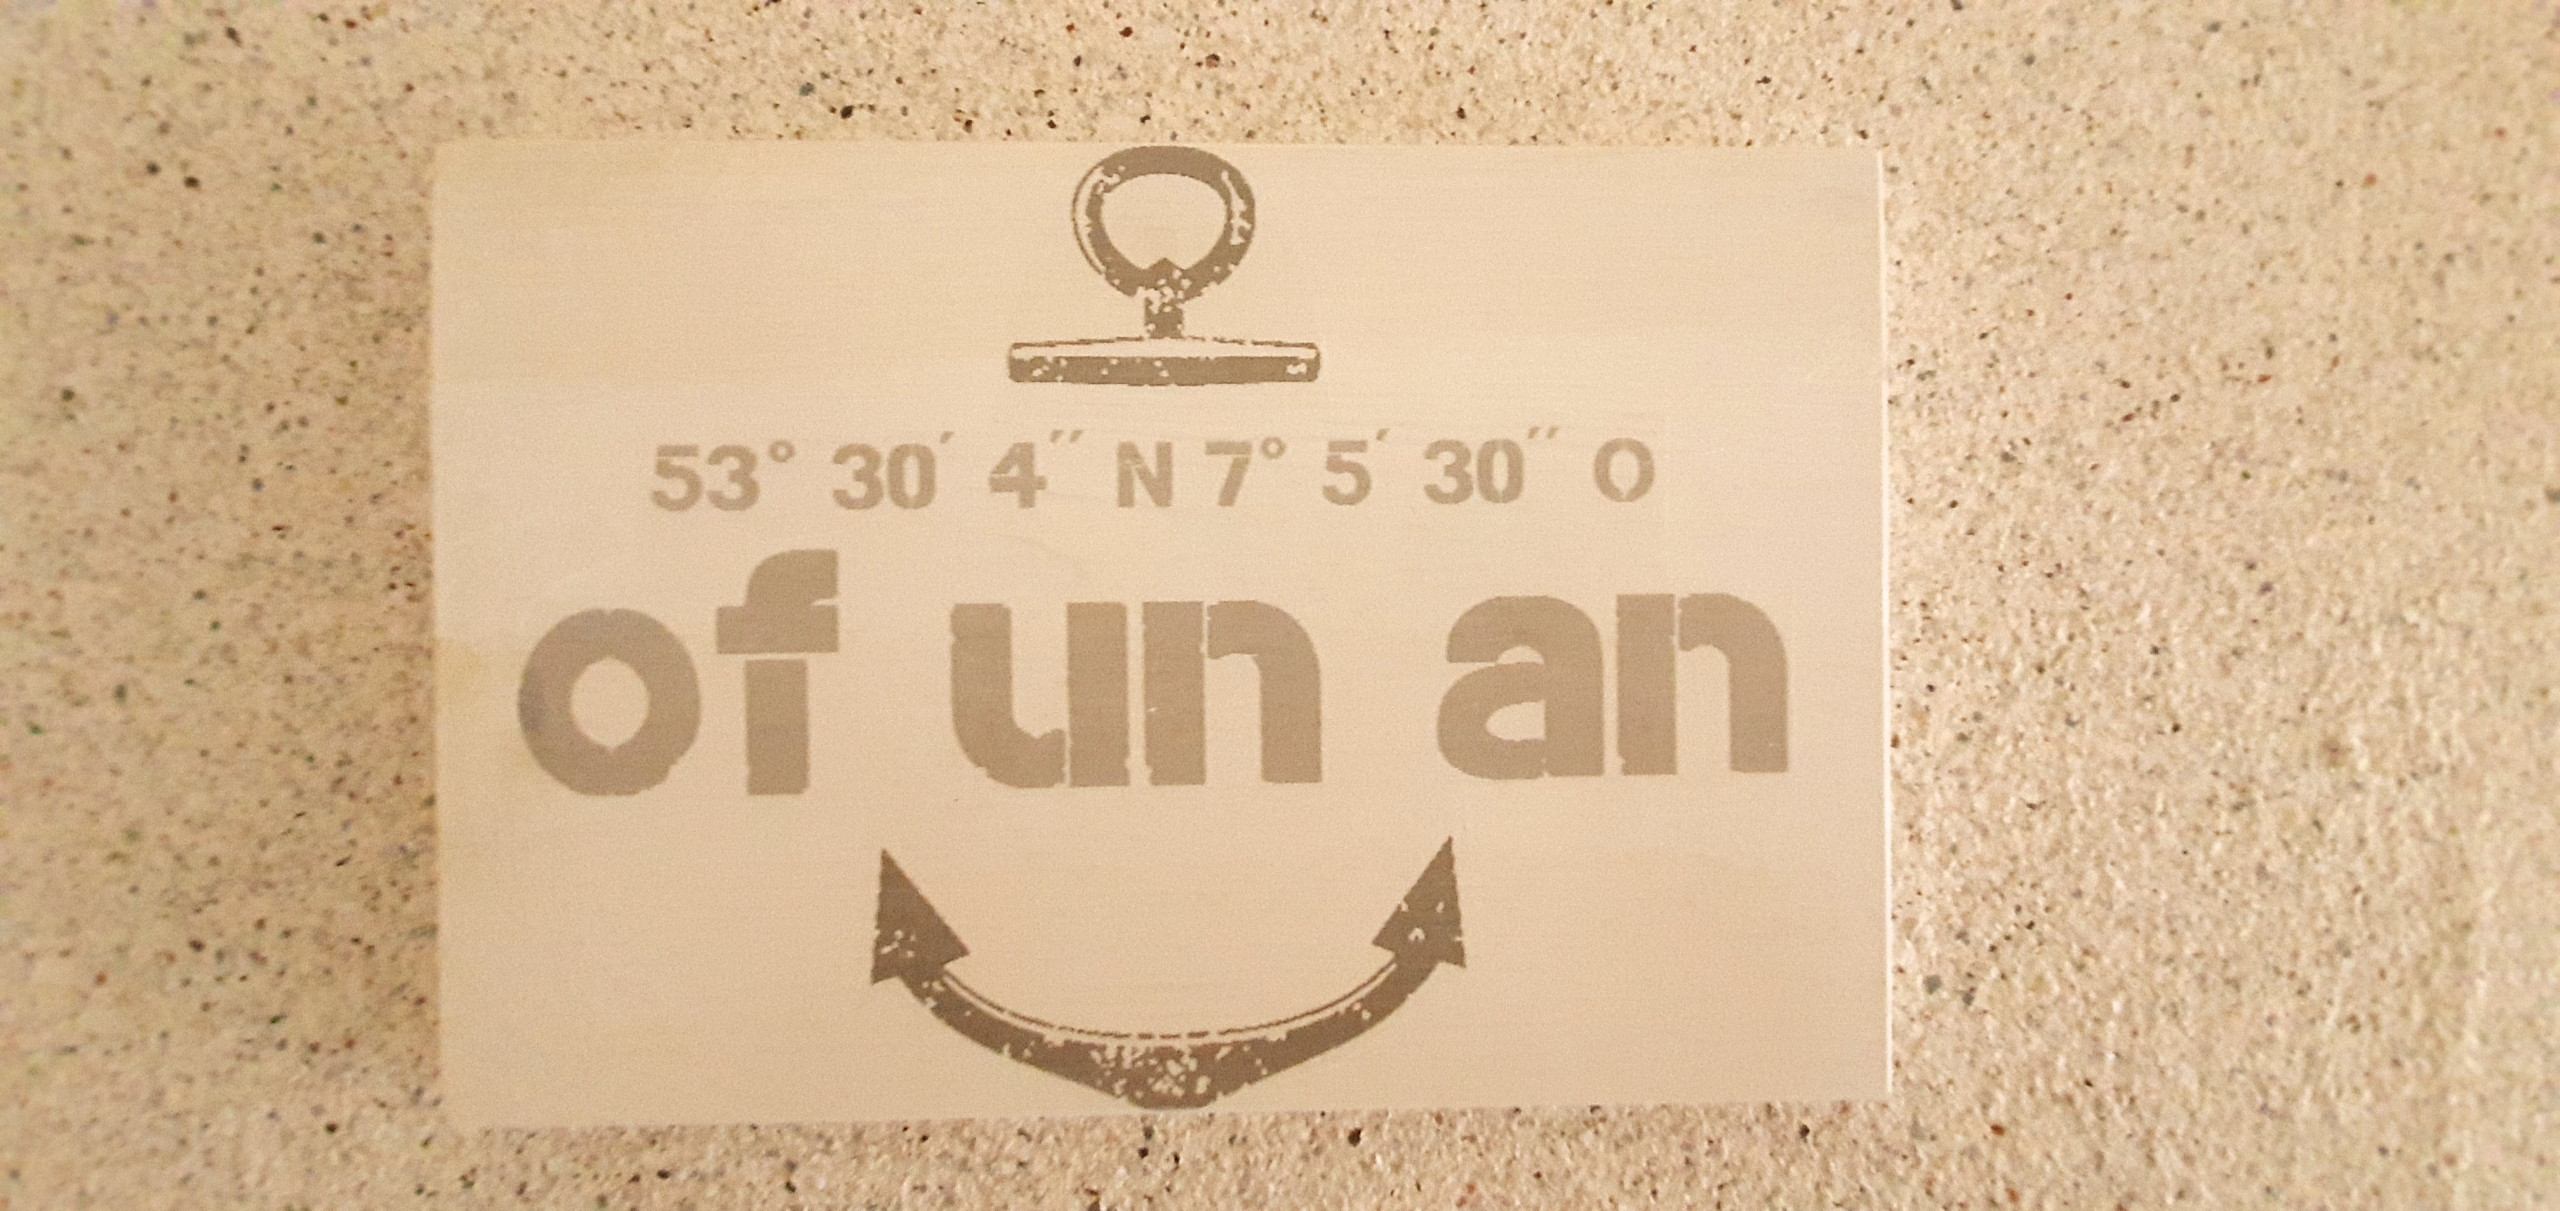 53° 30′ 4″ N 7° 5′ 30″ O
of un an